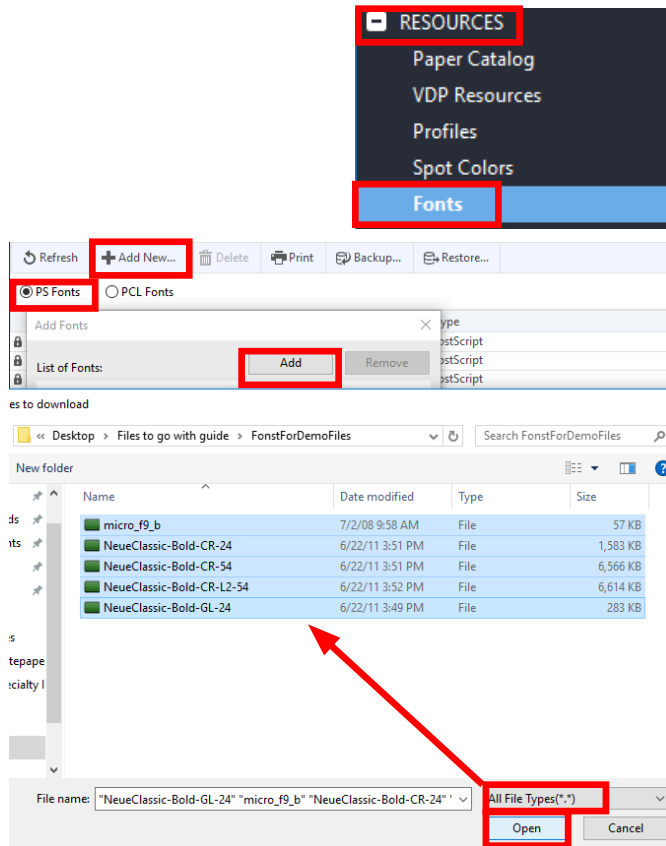 RESOURCES
Paper Catalog
VDP Resources
Profiles
Spot Colors
Fonts
Refresh Add New... Delete Print Backup... Restore...
PS Fonts PCL Fonts
Add Fonts ype
ostScript
List of Fonts: Add Remove ostScript
ostScript
es to download
« Desktop › Files to go with guide › FonstForDemoFiles Search FonstForDemoFiles
New folder
Name Date modified Type Size
ds micro_f9_b 7/2/08 9:58 AM File 57 KB
nts NeueClassic-Bold-CR-24 6/22/11 3:51 PM File 1,583 KB
NeueClassic-Bold-CR-54 6/22/11 3:51 PM File 6,566 KB
NeueClassic-Bold-CR-L2-54 6/22/11 3:52 PM File 6,614 KB
NeueClassic-Bold-GL-24 6/22/11 3:49 PM File 283 KB
es
tepape
ecialty I
File name: "NeueClassic-Bold-GL-24" "micro_f9_b" "NeueClassic-Bold-CR-24" " All File Types(*.*)
Open Cancel